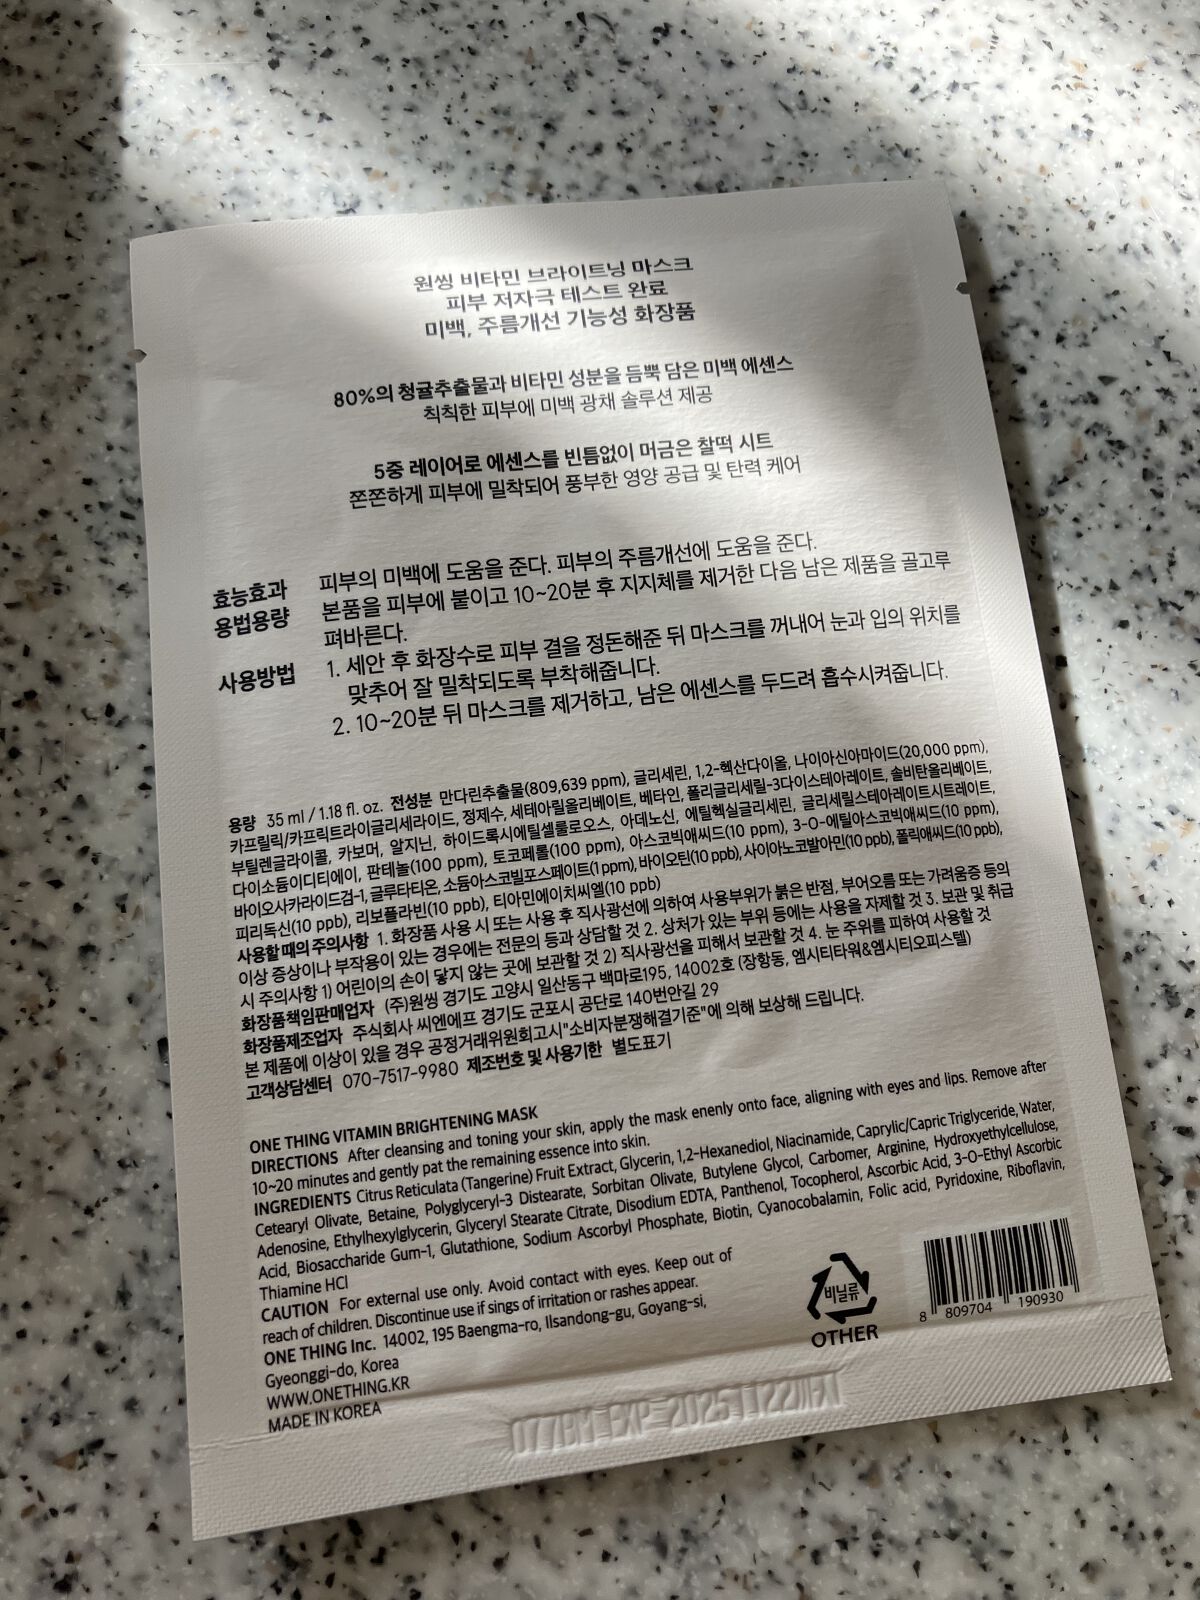 원씽 비타민 브라이트닝 마스크
피부 저자극 테스트 완료
미백, 주름개선 기능성 화장품
80%의 청귤추출물과 비타민 성분을 듬뿍 담은 미백 에센스
칙칙한 피부에 미백 광채 솔루션 제공
5중 레이어로 에센스를 빈틈없이 머금은 찰떡 시트
쫀쫀하게 피부에 밀착되어 풍부한 영양 공급 및 탄력 케어
효능효과 피부의 미백에 도움을 준다. 피부의 주름개선에 도움을 준다.
용법용량 본품을 피부에 붙이고 10~20분 후 지지체를 제거한 다음 남은 제품을 골고루
펴바른다.
사용방법 1. 세안 후 화장수로 피부 결을 정돈해준 뒤 마스크를 꺼내어 눈과 입의 위치를
맞추어 잘 밀착되도록 부착해줍니다.
2. 10~20분 뒤 마스크를 제거하고, 남은 에센스를 두드려 흡수시켜줍니다.
용량 35 ml / 1.18 fl. oz. 전성분 만다린추출물(809,639 ppm), 글리세린, 1,2-헥산다이올, 나이아신아마이드(20,000 ppm),
카프릴릭/카프릭트라이글리세라이드, 정제수, 세테아릴올리베이트, 베타인, 폴리글리세릴-3다이스테아레이트, 솔비탄올리베이트,
부틸렌글라이콜, 카보머, 알지닌, 하이드록시에틸셀룰로오스, 아데노신, 에틸헥실글리세린, 글리세릴스테아레이트시트레이트,
다이소듐이디티에이, 판테놀(100 ppm), 토코페롤(100 ppm), 아스코빅애씨드(10 ppm), 3-O-에틸아스코빅애씨드(10 ppm),
바이오사카라이드검-1, 글루타티온, 소듐아스코빌포스페이트(1 ppm), 바이오틴(10 ppb), 사이아노코발아민(10 ppb), 폴릭애씨드(10 ppb),
피리독신(10 ppb), 리보플라빈(10 ppb), 티아민에이치씨엘(10 ppb)
사용할 때의 주의사항 1. 화장품 사용 시 또는 사용 후 직사광선에 의하여 사용부위가 붉은 반점, 부어오름 또는 가려움증 등의
이상 증상이나 부작용이 있는 경우에는 전문의 등과 상담할 것 2. 상처가 있는 부위 등에는 사용을 자제할 것 3. 보관 및 취급
시 주의사항 1) 어린이의 손이 닿지 않는 곳에 보관할 것 2) 직사광선을 피해서 보관할 것 4. 눈 주위를 피하여 사용할 것
화장품책임판매업자 (주)원씽 경기도 고양시 일산동구 백마로195, 14002호 (장항동, 엠시티타워&엠시티오피스텔)
화장품제조업자 주식회사 씨엔에프 경기도 군포시 공단로 140번안길 29
본 제품에 이상이 있을 경우 공정거래위원회고시"소비자분쟁해결기준"에 의해 보상해 드립니다.
고객상담센터 070-7517-9980 제조번호 및 사용기한 별도표기
ONE THING VITAMIN BRIGHTENING MASK
DIRECTIONS After cleansing and toning your skin, apply the mask enenly onto face, aligning with eyes and lips. Remove after
10~20 minutes and gently pat the remaining essence into skin.
INGREDIENTS Citrus Reticulata (Tangerine) Fruit Extract, Glycerin, 1,2-Hexanediol, Niacinamide, Caprylic/Capric Triglyceride, Water,
Cetearyl Olivate, Betaine, Polyglyceryl-3 Distearate, Sorbitan Olivate, Butylene Glycol, Carbomer, Arginine, Hydroxyethylcellulose,
Adenosine, Ethylhexylglycerin, Glyceryl Stearate Citrate, Disodium EDTA, Panthenol, Tocopherol, Ascorbic Acid, 3-O-Ethyl Ascorbic
Acid, Biosaccharide Gum-1, Glutathione, Sodium Ascorbyl Phosphate, Biotin, Cyanocobalamin, Folic acid, Pyridoxine, Riboflavin,
Thiamine HCl
CAUTION For external use only. Avoid contact with eyes. Keep out of
reach of children. Discontinue use if sings of irritation or rashes appear.
ONE THING Inc. 14002, 195 Baengma-ro, Ilsandong-gu, Goyang-si,
Gyeonggi-do, Korea
WWW.ONETHING.KR
MADE IN KOREA
비닐류
OTHER
8 809704 190930
EXP 2025